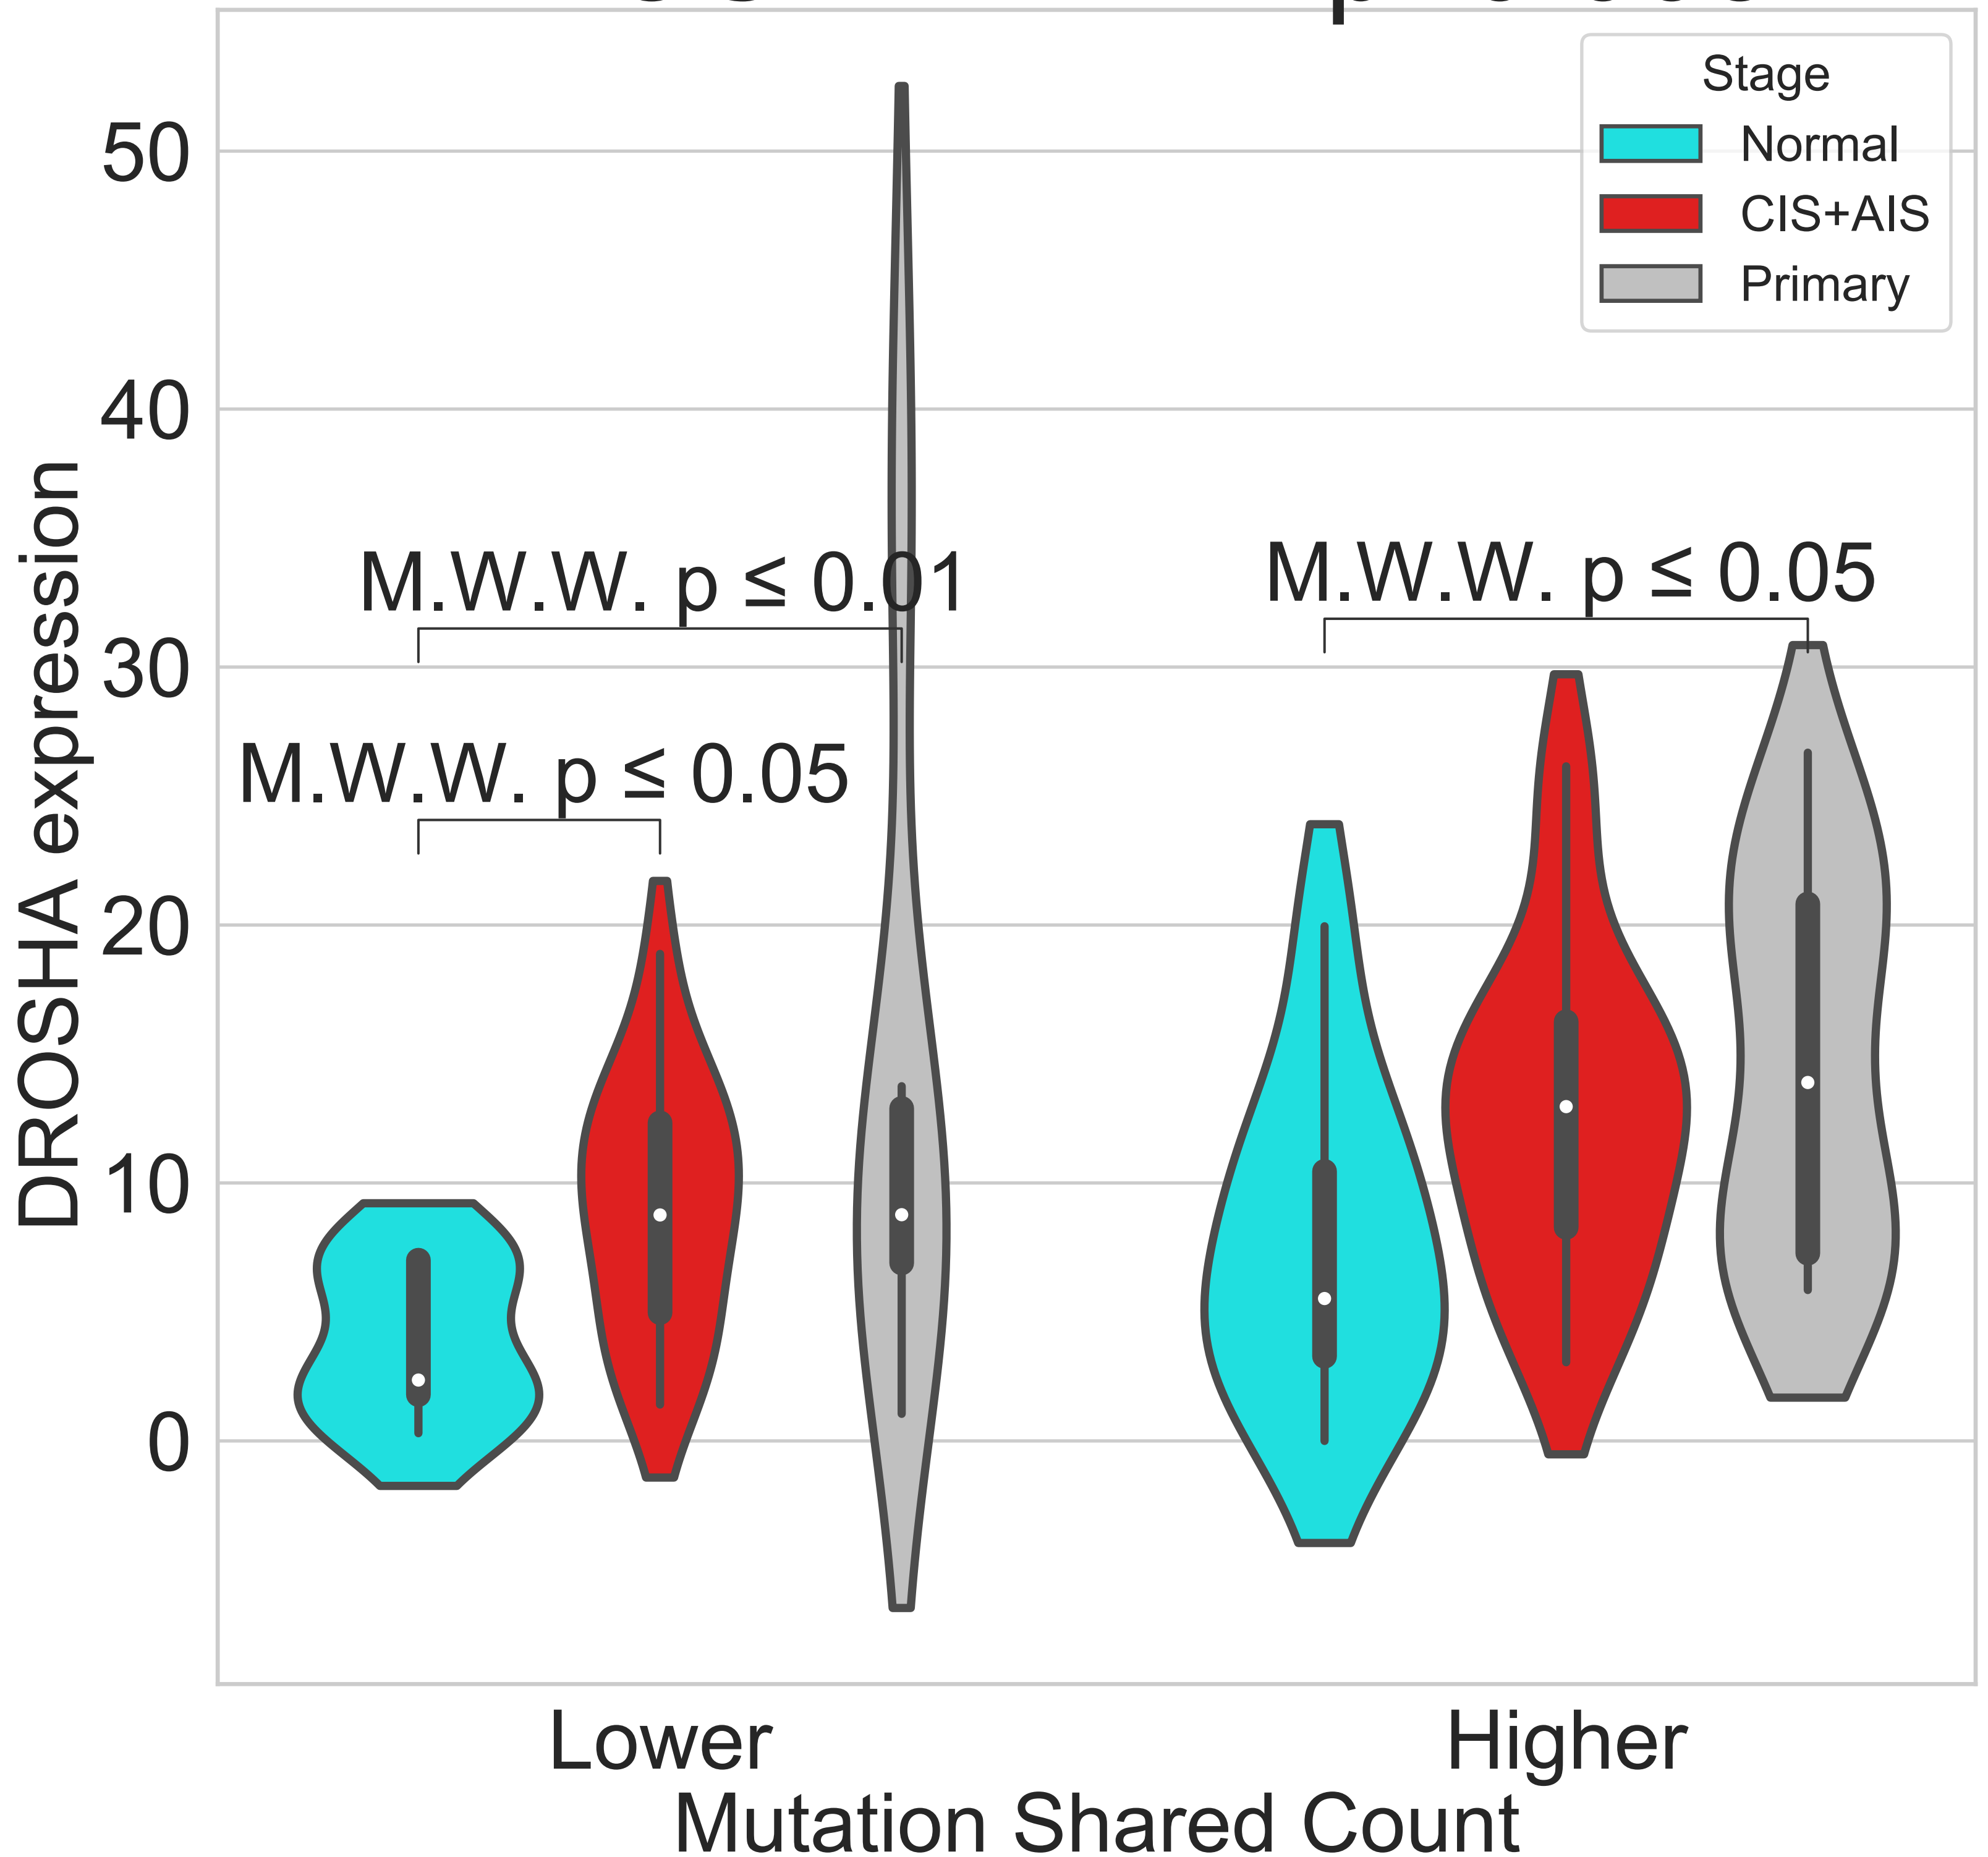 Stage
Normal
CIS+AIS
Primary
50
40
30
20
10
0
DROSHA expression
M.W.W. p ≤ 0.01
M.W.W. p ≤ 0.05
M.W.W. p ≤ 0.05
Lower
Higher
Mutation Shared Count